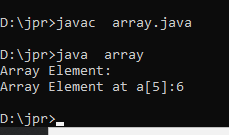 D:\jpr>javac  array.java
D:\jpr>java  array
Array Element:
Array Element at a[5]:6
D:\jpr>